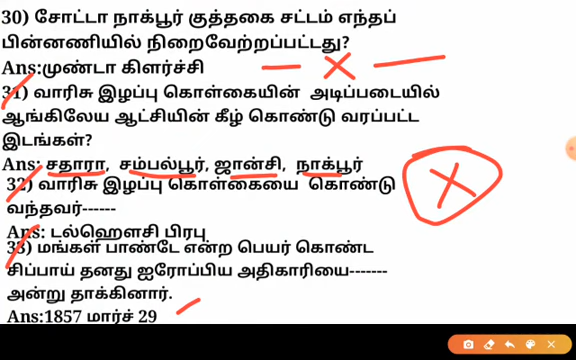 30) சோட்டா நாக்பூர் குத்தகை சட்டம் எந்தப்
பின்னணியில் நிறைவேற்றப்பட்டது?
Ans:முண்டா கிளர்ச்சி
31) வாரிசு இழப்பு கொள்கையின் அடிப்படையில்
ஆங்கிலேய ஆட்சியின் கீழ் கொண்டு வரப்பட்ட
இடங்கள்?
Ans: சதாரா, சம்பல்பூர், ஜான்சி, நாக்பூர்
32) வாரிசு இழப்பு கொள்கையை கொண்டு
வந்தவர்------
Ans: டல்ஹௌசி பிரபு
33) மங்கள் பாண்டே என்ற பெயர் கொண்ட
சிப்பாய் தனது ஐரோப்பிய அதிகாரியை-------
அன்று தாக்கினார்.
Ans:1857 மார்ச் 29